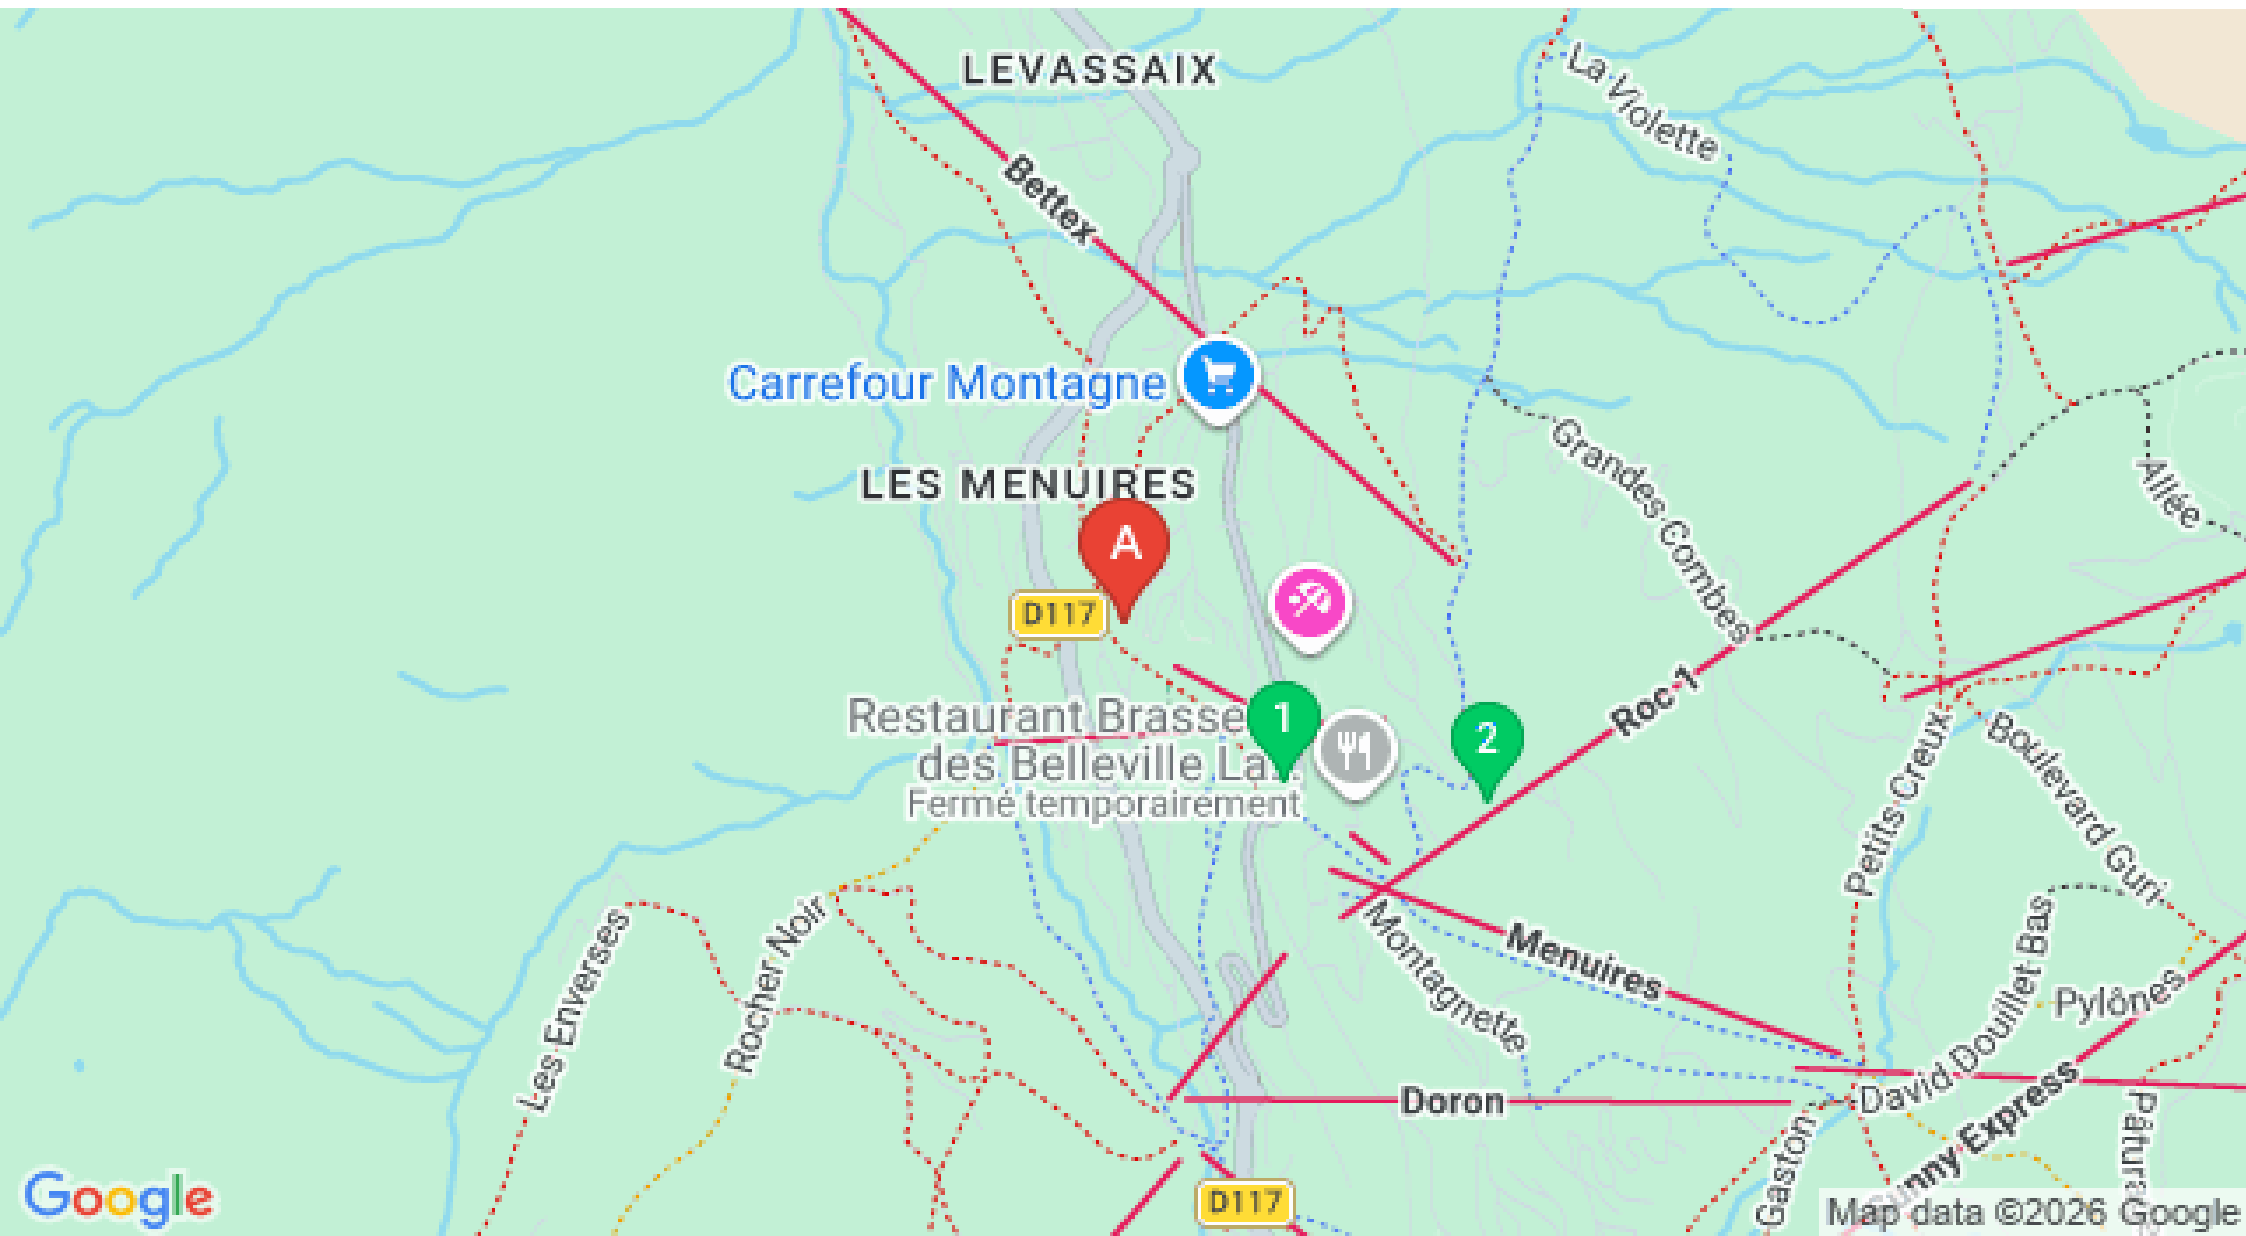 LEVASSAIX
La Violette
Bettex
Carrefour Montagne
Grandes Combes
Allée
LES MENUIRES
A
D117
Roc 1
Restaurant Brasse
des Belleville La...
Fermé temporairement
1
2
Petits Creux
Boulevard Guri
Les Enverses
Rocher Noir
Montagnette
Menuires
David Douillet Bas
Pylônes
Doron
Sunny Express
Gaston
D117
Google
Map data ©2026 Google